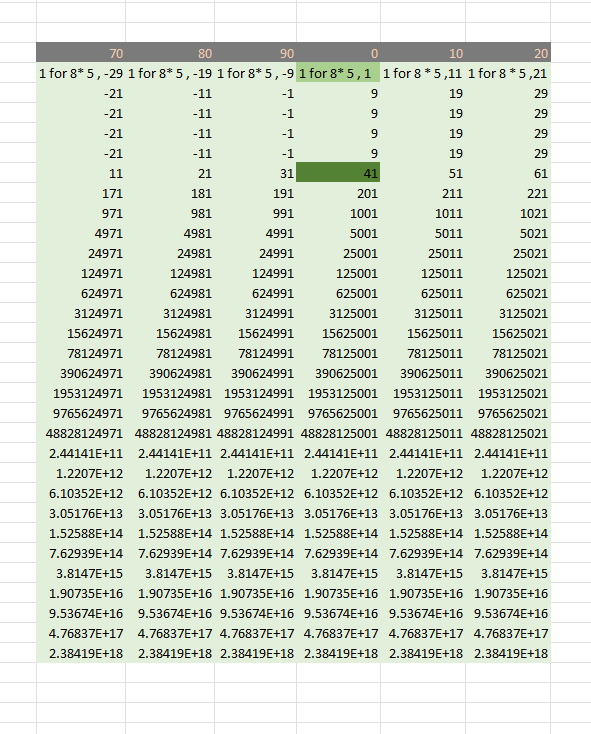 70 80 90 0 10 20
1 for 8* 5 , -29 1 for 8* 5 , -19 1 for 8* 5 , -9 1 for 8* 5 , 1 1 for 8 * 5 ,11 1 for 8 * 5 ,21
-21 -11 -1 9 19 29
-21 -11 -1 9 19 29
-21 -11 -1 9 19 29
-21 -11 -1 9 19 29
11 21 31 41 51 61
171 181 191 201 211 221
971 981 991 1001 1011 1021
4971 4981 4991 5001 5011 5021
24971 24981 24991 25001 25011 25021
124971 124981 124991 125001 125011 125021
624971 624981 624991 625001 625011 625021
3124971 3124981 3124991 3125001 3125011 3125021
15624971 15624981 15624991 15625001 15625011 15625021
78124971 78124981 78124991 78125001 78125011 78125021
390624971 390624981 390624991 390625001 390625011 390625021
1953124971 1953124981 1953124991 1953125001 1953125011 1953125021
9765624971 9765624981 9765624991 9765625001 9765625011 9765625021
48828124971 48828124981 48828124991 48828125001 48828125011 48828125021
2.44141E+11 2.44141E+11 2.44141E+11 2.44141E+11 2.44141E+11 2.44141E+11
1.2207E+12 1.2207E+12 1.2207E+12 1.2207E+12 1.2207E+12 1.2207E+12
6.10352E+12 6.10352E+12 6.10352E+12 6.10352E+12 6.10352E+12 6.10352E+12
3.05176E+13 3.05176E+13 3.05176E+13 3.05176E+13 3.05176E+13 3.05176E+13
1.52588E+14 1.52588E+14 1.52588E+14 1.52588E+14 1.52588E+14 1.52588E+14
7.62939E+14 7.62939E+14 7.62939E+14 7.62939E+14 7.62939E+14 7.62939E+14
3.8147E+15 3.8147E+15 3.8147E+15 3.8147E+15 3.8147E+15 3.8147E+15
1.90735E+16 1.90735E+16 1.90735E+16 1.90735E+16 1.90735E+16 1.90735E+16
9.53674E+16 9.53674E+16 9.53674E+16 9.53674E+16 9.53674E+16 9.53674E+16
4.76837E+17 4.76837E+17 4.76837E+17 4.76837E+17 4.76837E+17 4.76837E+17
2.38419E+18 2.38419E+18 2.38419E+18 2.38419E+18 2.38419E+18 2.38419E+18